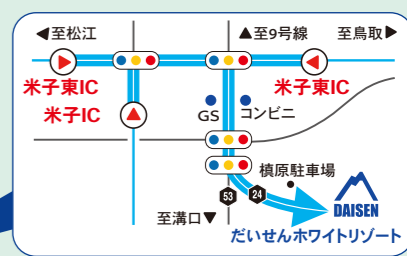 ◀至松江
▲至9号線
至鳥取▶
米子東IC
米子東IC
米子IC
GS
コンビニ
槙原駐車場
53
24
至溝口▼
DAISEN
だいせんホワイトリゾート